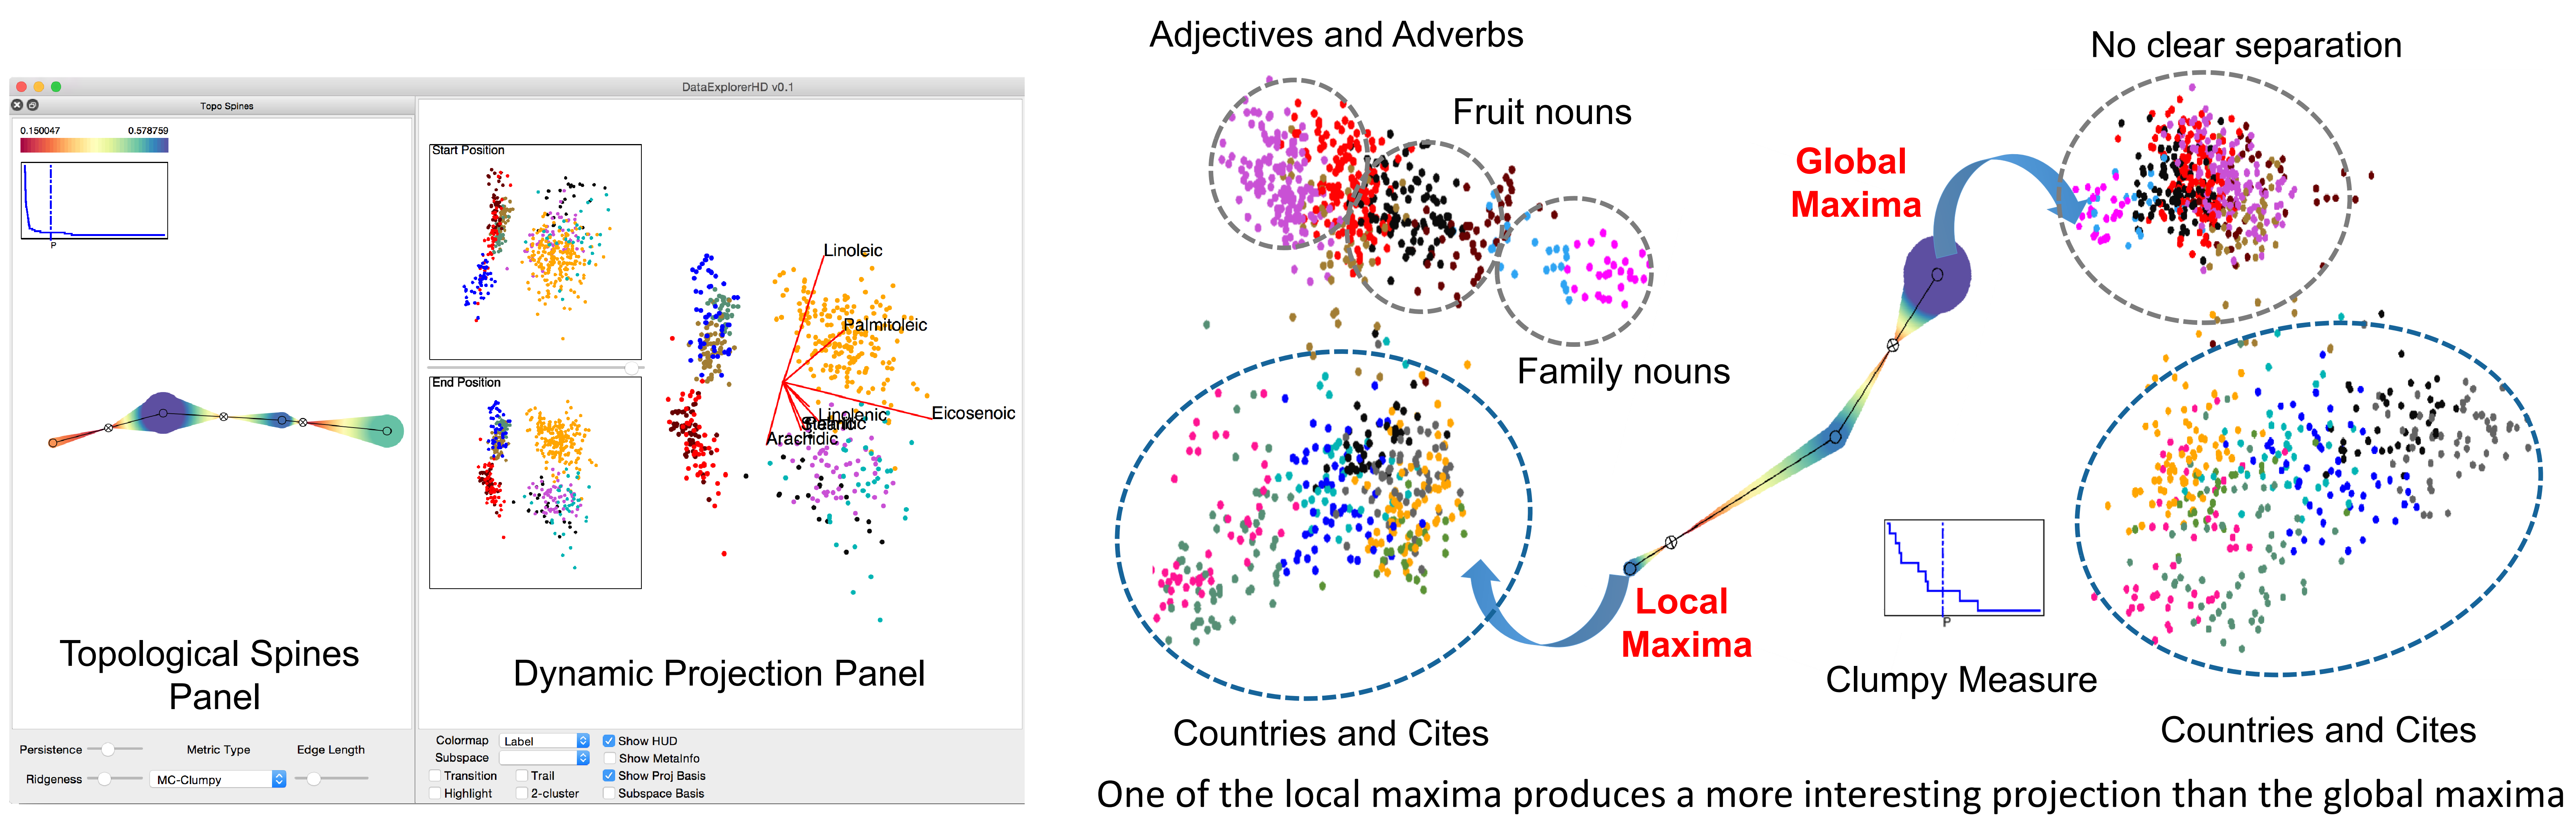 DataExplorerHD v0.1
Topo Spines
0.150047 0.578759
P
Topological Spines
Panel
Persistence
Metric Type
Edge Length
Ridgeness
MC-Clumpy
Start Position
End Position
Linoleic
Palmitoleic
Linolenic
Eicosenoic
Arachidic
Dynamic Projection Panel
Colormap Label
Show HUD
Subspace
Show MetaInfo
Transition
Trail
Show Proj Basis
Highlight
2-cluster
Subspace Basis
Adjectives and Adverbs
Fruit nouns
Family nouns
Countries and Cites
Global
Maxima
Local
Maxima
P
Clumpy Measure
No clear separation
Countries and Cites
One of the local maxima produces a more interesting projection than the global maxima